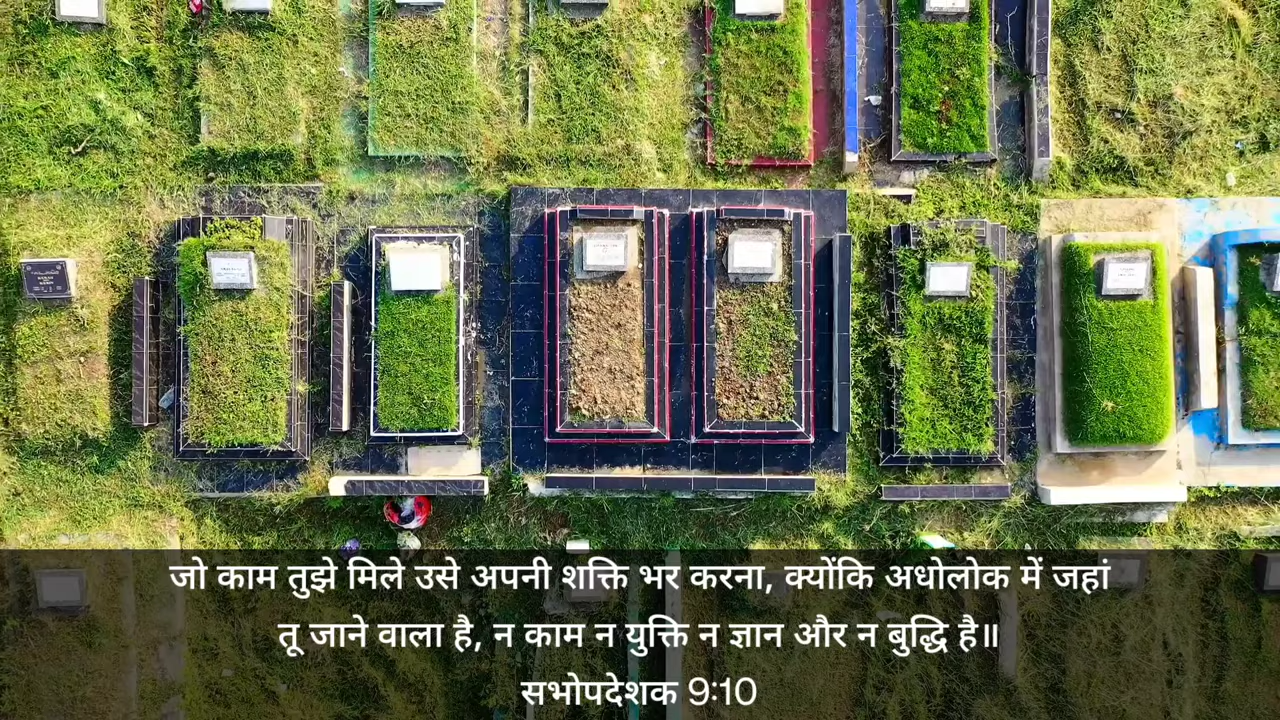 जो काम तुझे मिले उसे अपनी शक्ति भर करना, क्योंकि अधोलोक में जहां
तू जाने वाला है, न काम न युक्ति न ज्ञान और न बुद्धि है॥
सभोपदेशक 9:10